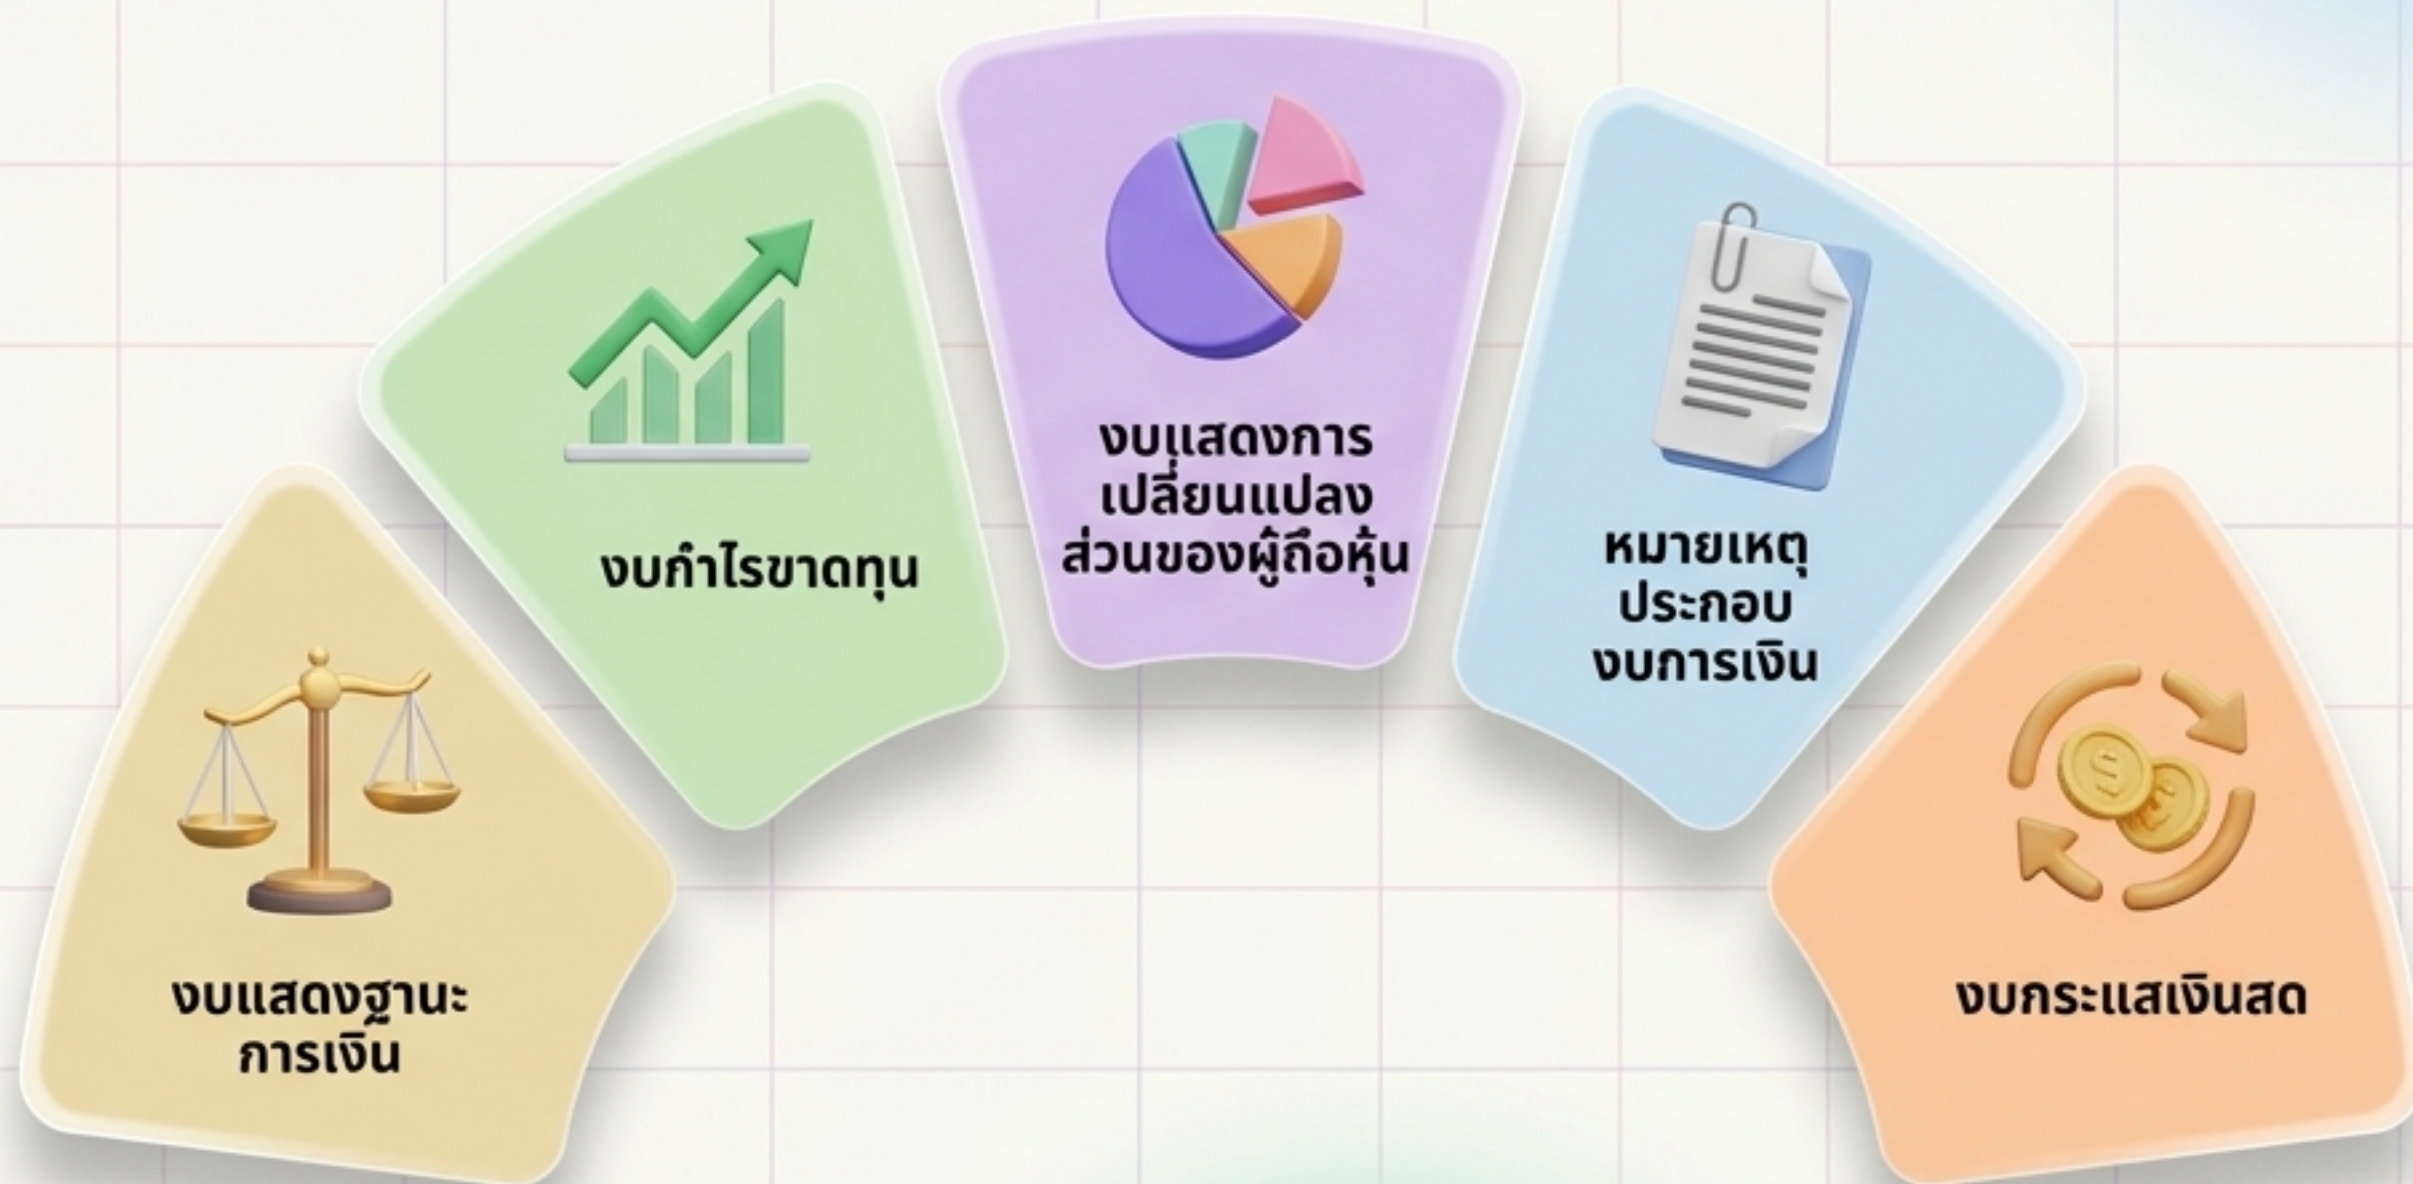 งบแสดงฐานะ
การเงิน
งบกำไรขาดทุน
งบแสดงการ
เปลี่ยนแปลง
ส่วนของผู้ถือหุ้น
หมายเหตุ
ประกอบ
งบการเงิน
งบกระแสเงินสด